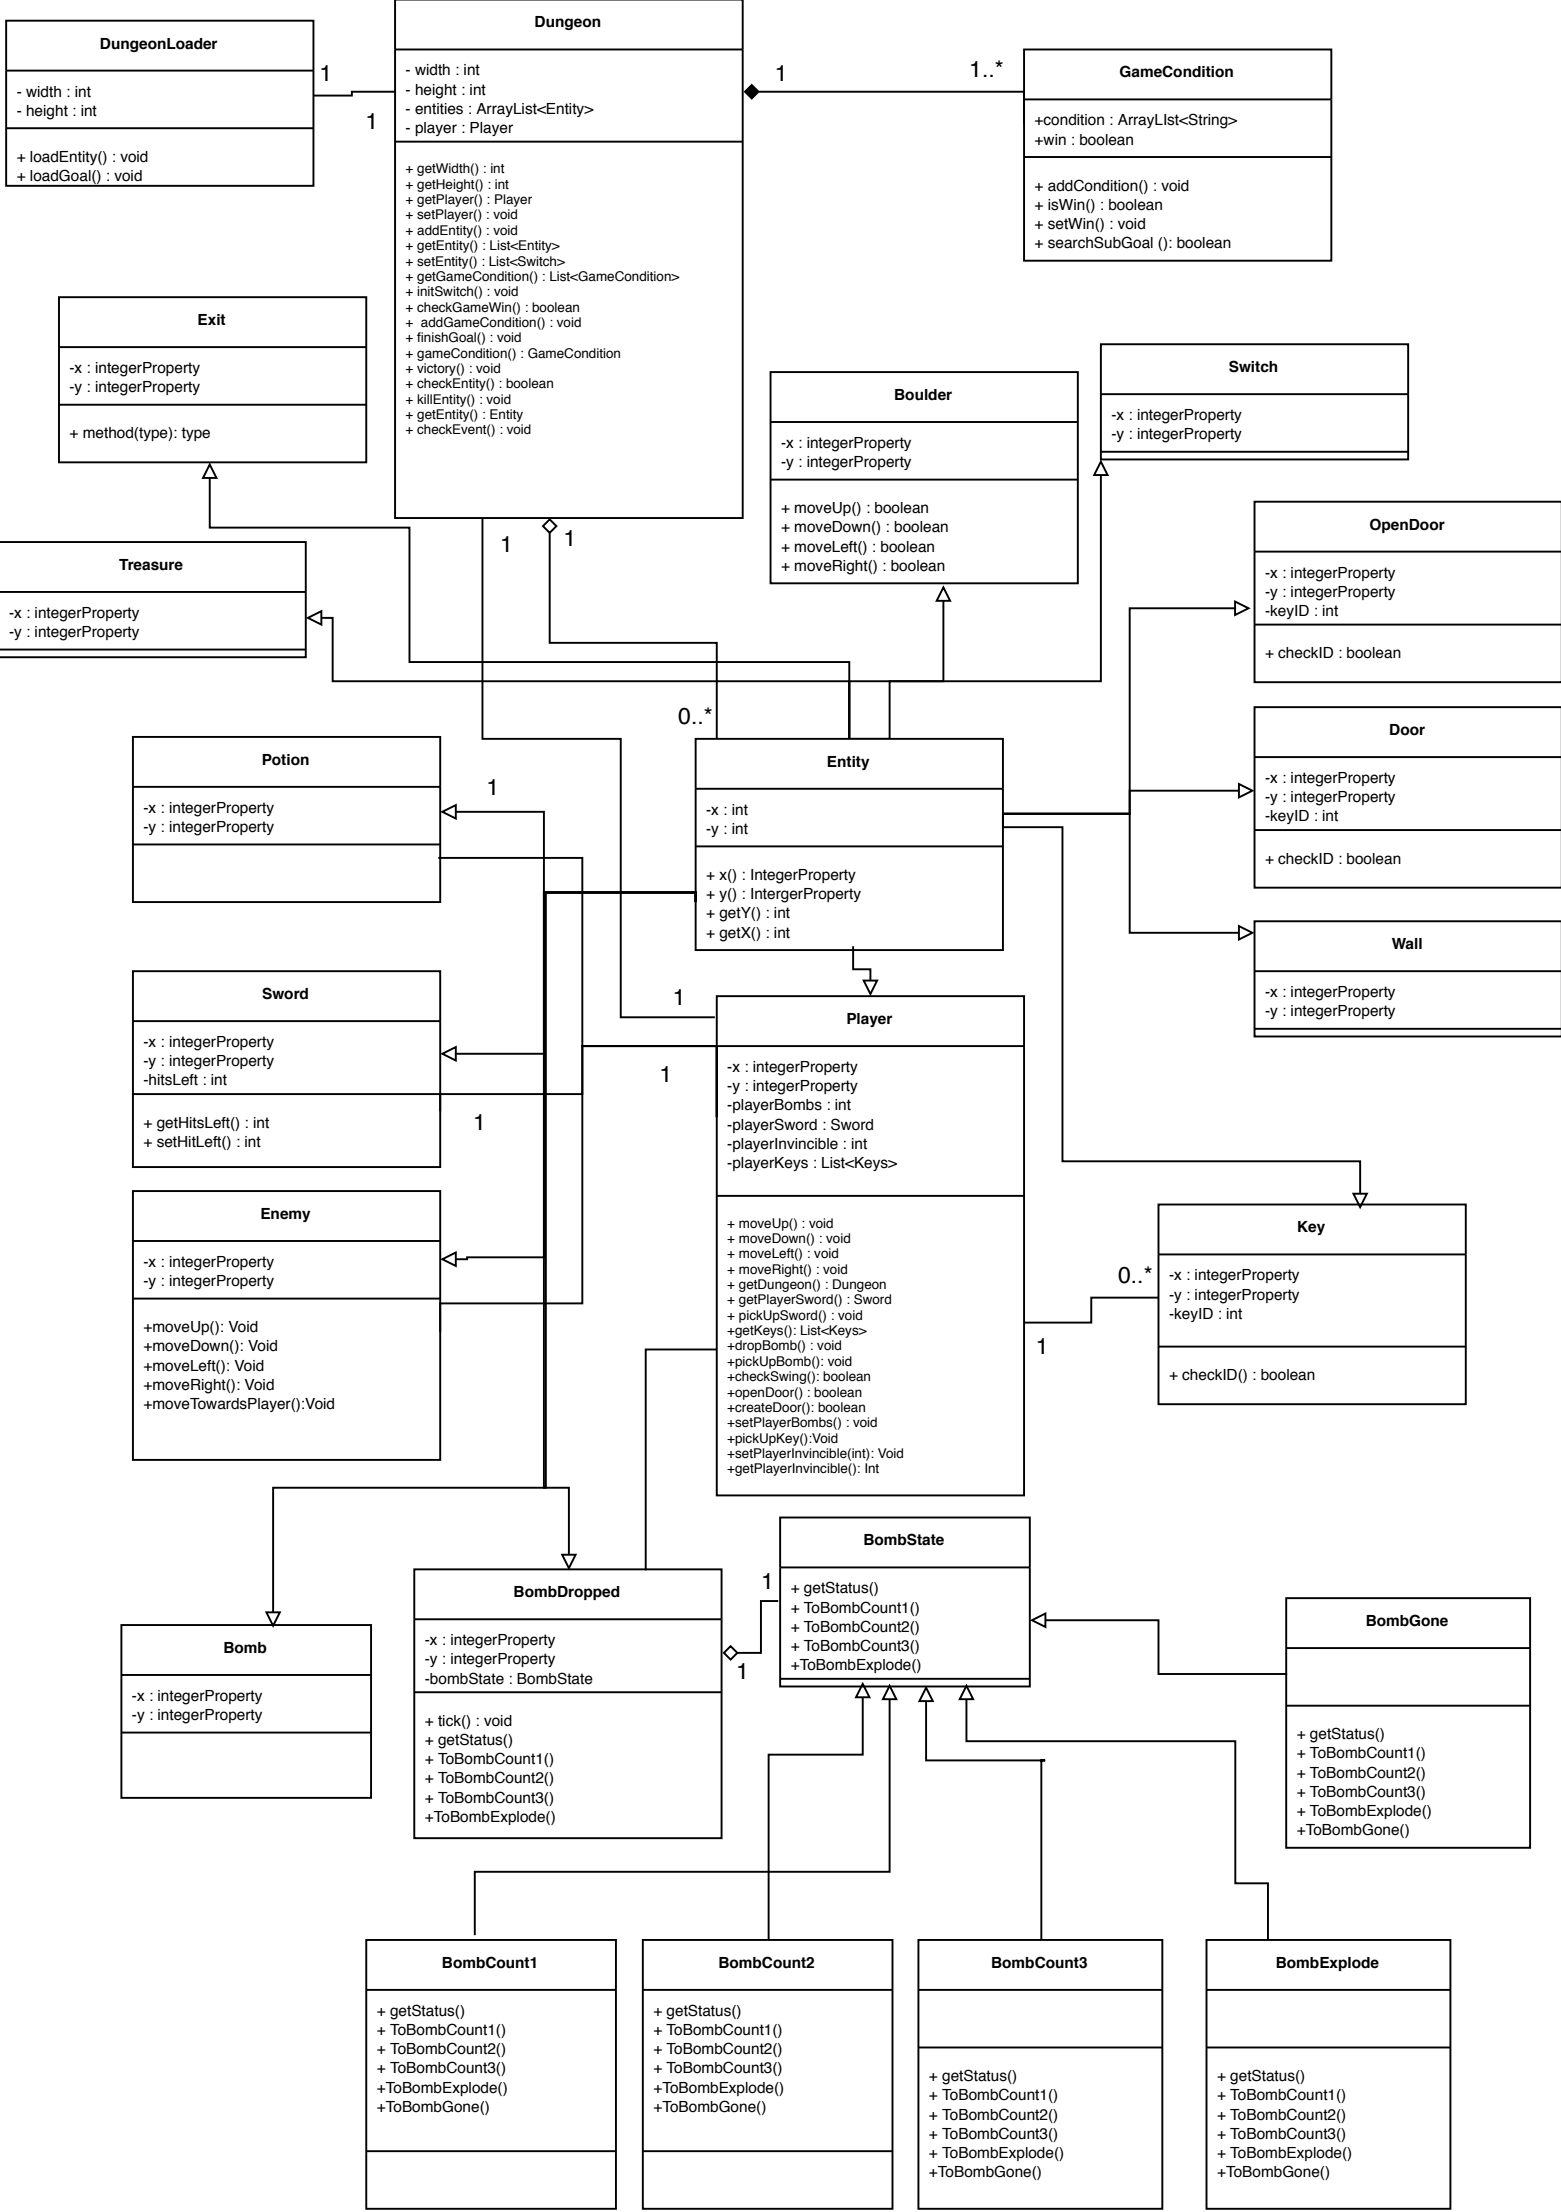 DungeonLoader
- width : int
- height : int
+ loadEntity() : void
+ loadGoal() : void
1
1
Dungeon
- width : int
- height : int
- entities : ArrayList<Entity>
- player : Player
+ getWidth() : int
+ getHeight() : int
+ getPlayer() : Player
+ setPlayer() : void
+ addEntity() : void
+ getEntity() : List<Entity>
+ setEntity() : List<Switch>
+ getGameCondition() : List<GameCondition>
+ initSwitch() : void
+ checkGameWin() : boolean
+ addGameCondition() : void
+ finishGoal() : void
+ gameCondition() : GameCondition
+ victory() : void
+ checkEntity() : boolean
+ killEntity() : void
+ getEntity() : Entity
+ checkEvent() : void
1
1..*
GameCondition
+condition : ArrayLIst<String>
+win : boolean
+ addCondition() : void
+ isWin() : boolean
+ setWin() : void
+ searchSubGoal (): boolean
Exit
-x : integerProperty
-y : integerProperty
+ method(type): type
Boulder
-x : integerProperty
-y : integerProperty
+ moveUp() : boolean
+ moveDown() : boolean
+ moveLeft() : boolean
+ moveRight() : boolean
Switch
-x : integerProperty
-y : integerProperty
1
1
Treasure
-x : integerProperty
-y : integerProperty
OpenDoor
-x : integerProperty
-y : integerProperty
-keyID : int
+ checkID : boolean
0..*
Door
-x : integerProperty
-y : integerProperty
-keyID : int
+ checkID : boolean
Potion
-x : integerProperty
-y : integerProperty
1
Entity
-x : int
-y : int
+ x() : IntegerProperty
+ y() : IntergerProperty
+ getY() : int
+ getX() : int
Wall
-x : integerProperty
-y : integerProperty
Sword
-x : integerProperty
-y : integerProperty
-hitsLeft : int
+ getHitsLeft() : int
+ setHitLeft() : int
1
1
1
Player
-x : integerProperty
-y : integerProperty
-playerBombs : int
-playerSword : Sword
-playerInvincible : int
-playerKeys : List<Keys>
+ moveUp() : void
+ moveDown() : void
+ moveLeft() : void
+ moveRight() : void
+ getDungeon() : Dungeon
+ getPlayerSword() : Sword
+ pickUpSword() : void
+getKeys(): List<Keys>
+dropBomb() : void
+pickUpBomb(): void
+checkSwing(): boolean
+openDoor() : boolean
+createDoor(): boolean
+setPlayerBombs() : void
+pickUpKey():Void
+setPlayerInvincible(int): Void
+getPlayerInvincible(): Int
Enemy
-x : integerProperty
-y : integerProperty
+moveUp(): Void
+moveDown(): Void
+moveLeft(): Void
+moveRight(): Void
+moveTowardsPlayer():Void
0..*
1
Key
-x : integerProperty
-y : integerProperty
-keyID : int
+ checkID() : boolean
BombState
+ getStatus()
+ ToBombCount1()
+ ToBombCount2()
+ ToBombCount3()
+ToBombExplode()
1
1
BombDropped
-x : integerProperty
-y : integerProperty
-bombState : BombState
+ tick() : void
+ getStatus()
+ ToBombCount1()
+ ToBombCount2()
+ ToBombCount3()
+ToBombExplode()
Bomb
-x : integerProperty
-y : integerProperty
BombGone
+ getStatus()
+ ToBombCount1()
+ ToBombCount2()
+ ToBombCount3()
+ ToBombExplode()
+ToBombGone()
BombCount1
+ getStatus()
+ ToBombCount1()
+ ToBombCount2()
+ ToBombCount3()
+ToBombExplode()
+ToBombGone()
BombCount2
+ getStatus()
+ ToBombCount1()
+ ToBombCount2()
+ ToBombCount3()
+ToBombExplode()
+ToBombGone()
BombCount3
+ getStatus()
+ ToBombCount1()
+ ToBombCount2()
+ ToBombCount3()
+ ToBombExplode()
+ToBombGone()
BombExplode
+ getStatus()
+ ToBombCount1()
+ ToBombCount2()
+ ToBombCount3()
+ ToBombExplode()
+ToBombGone()